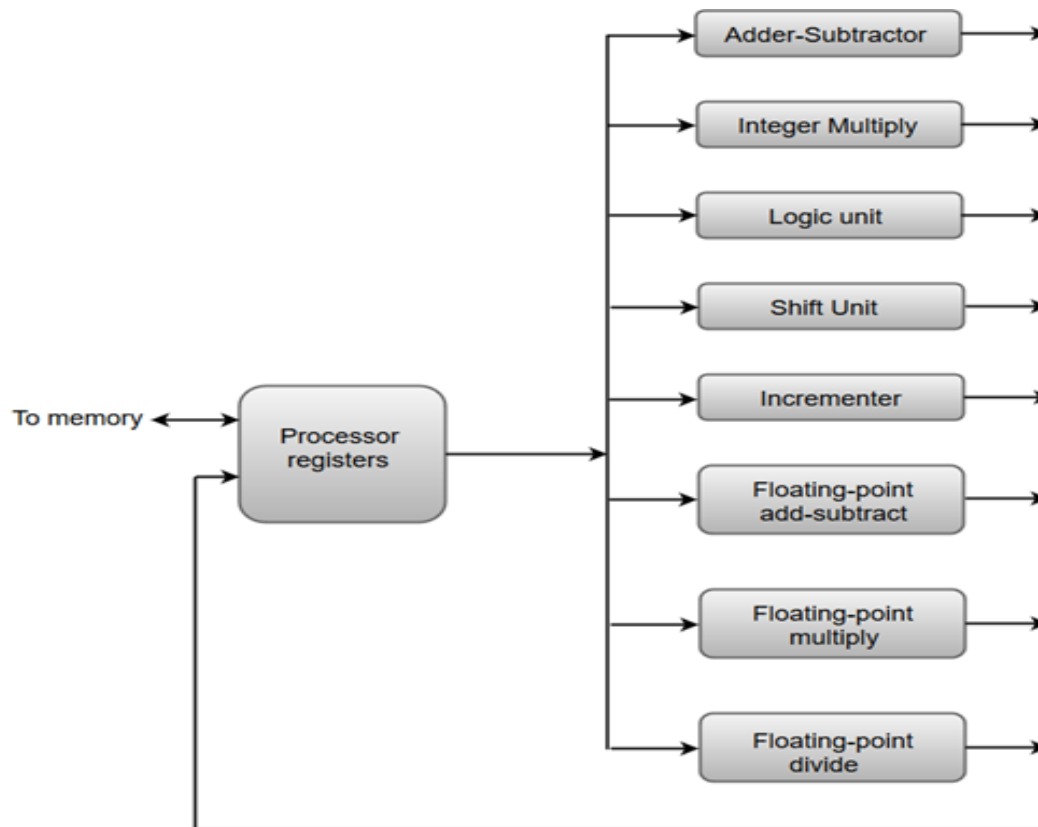 Adder-Subtractor
Integer Multiply
Logic unit
Shift Unit
Incrementer
To memory
Processor
registers
Floating-point
add-subtract
Floating-point
multiply
Floating-point
divide